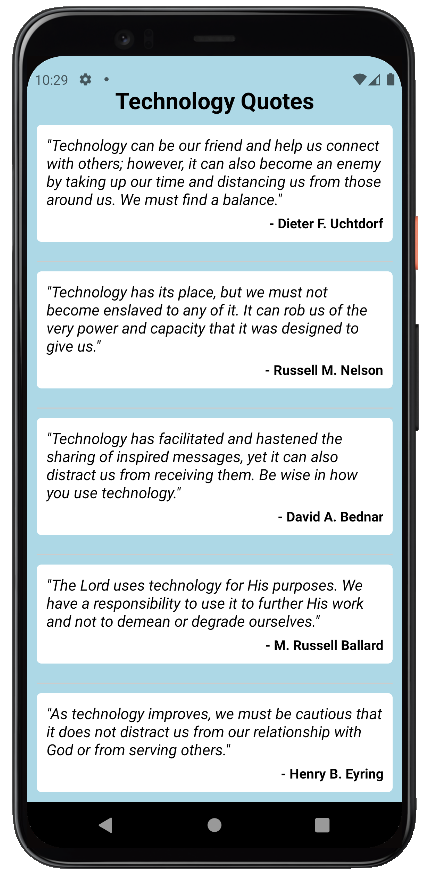 10:29
Technology Quotes
"Technology can be our friend and help us connect
with others; however, it can also become an enemy
by taking up our time and distancing us from those
around us. We must find a balance."
- Dieter F. Uchtdorf
"Technology has its place, but we must not
become enslaved to any of it. It can rob us of the
very power and capacity that it was designed to
give us."
- Russell M. Nelson
"Technology has facilitated and hastened the
sharing of inspired messages, yet it can also
distract us from receiving them. Be wise in how
you use technology."
- David A. Bednar
"The Lord uses technology for His purposes. We
have a responsibility to use it to further His work
and not to demean or degrade ourselves."
- M. Russell Ballard
"As technology improves, we must be cautious that
it does not distract us from our relationship with
God or from serving others."
- Henry B. Eyring